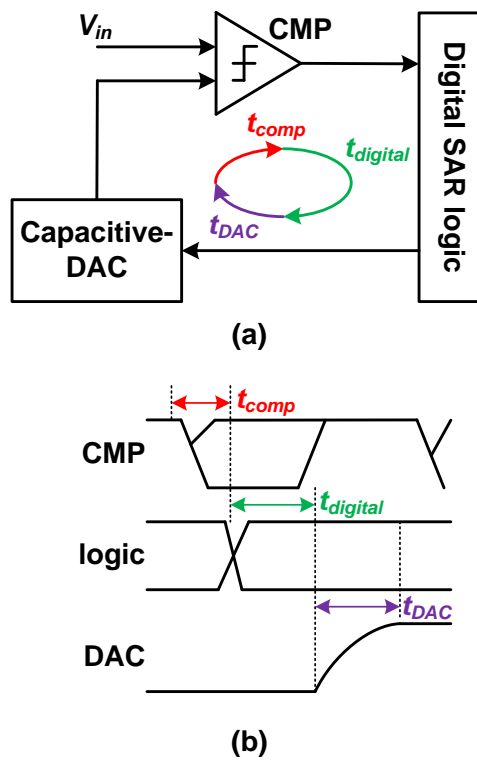 CMP
V_in
t_comp
t_digital
t_DAC
Capacitive-
DAC
Digital SAR
logic
(a)
t_comp
CMP
t_digital
logic
t_DAC
DAC
(b)